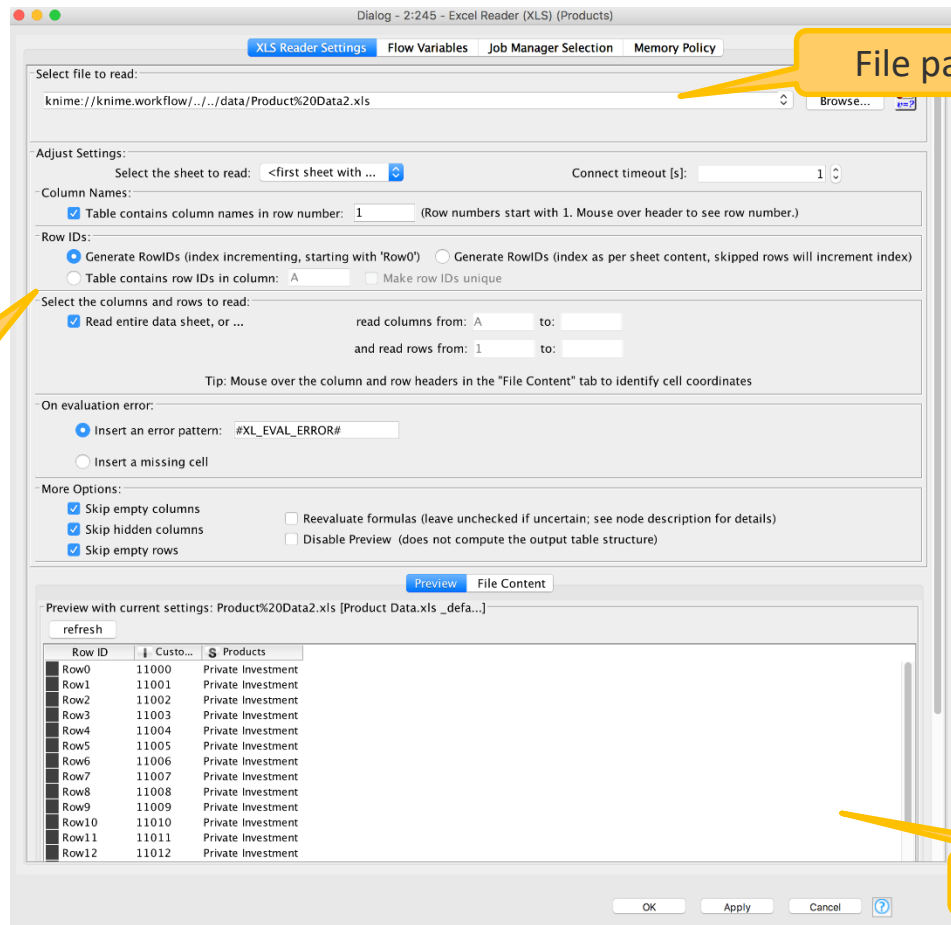 Dialog - 2:245 - Excel Reader (XLS) (Products)
XLS Reader Settings Flow Variables Job Manager Selection Memory Policy
File pa
Select file to read:
knime://knime.workflow/../../data/Product%20Data2.xls Browse... v=?
Adjust Settings:
Select the sheet to read: <first sheet with ... Connect timeout [s]: 1
Column Names:
Table contains column names in row number: 1 (Row numbers start with 1. Mouse over header to see row number.)
Row IDs:
Generate RowIDs (index incrementing, starting with 'Row0') Generate RowIDs (index as per sheet content, skipped rows will increment index)
Table contains row IDs in column: A Make row IDs unique
Select the columns and rows to read:
Read entire data sheet, or ... read columns from: A to:
and read rows from: 1 to:
Tip: Mouse over the column and row headers in the "File Content" tab to identify cell coordinates
On evaluation error:
Insert an error pattern: #XL_EVAL_ERROR#
Insert a missing cell
More Options:
Skip empty columns
Reevaluate formulas (leave unchecked if uncertain; see node description for details)
Skip hidden columns
Disable Preview (does not compute the output table structure)
Skip empty rows
Preview File Content
Preview with current settings: Product%20Data2.xls [Product Data.xls _defa...]
refresh
Row ID I Custo... S Products
Row0 11000 Private Investment
Row1 11001 Private Investment
Row2 11002 Private Investment
Row3 11003 Private Investment
Row4 11004 Private Investment
Row5 11005 Private Investment
Row6 11006 Private Investment
Row7 11007 Private Investment
Row8 11008 Private Investment
Row9 11009 Private Investment
Row10 11010 Private Investment
Row11 11011 Private Investment
Row12 11012 Private Investment
OK Apply Cancel ?